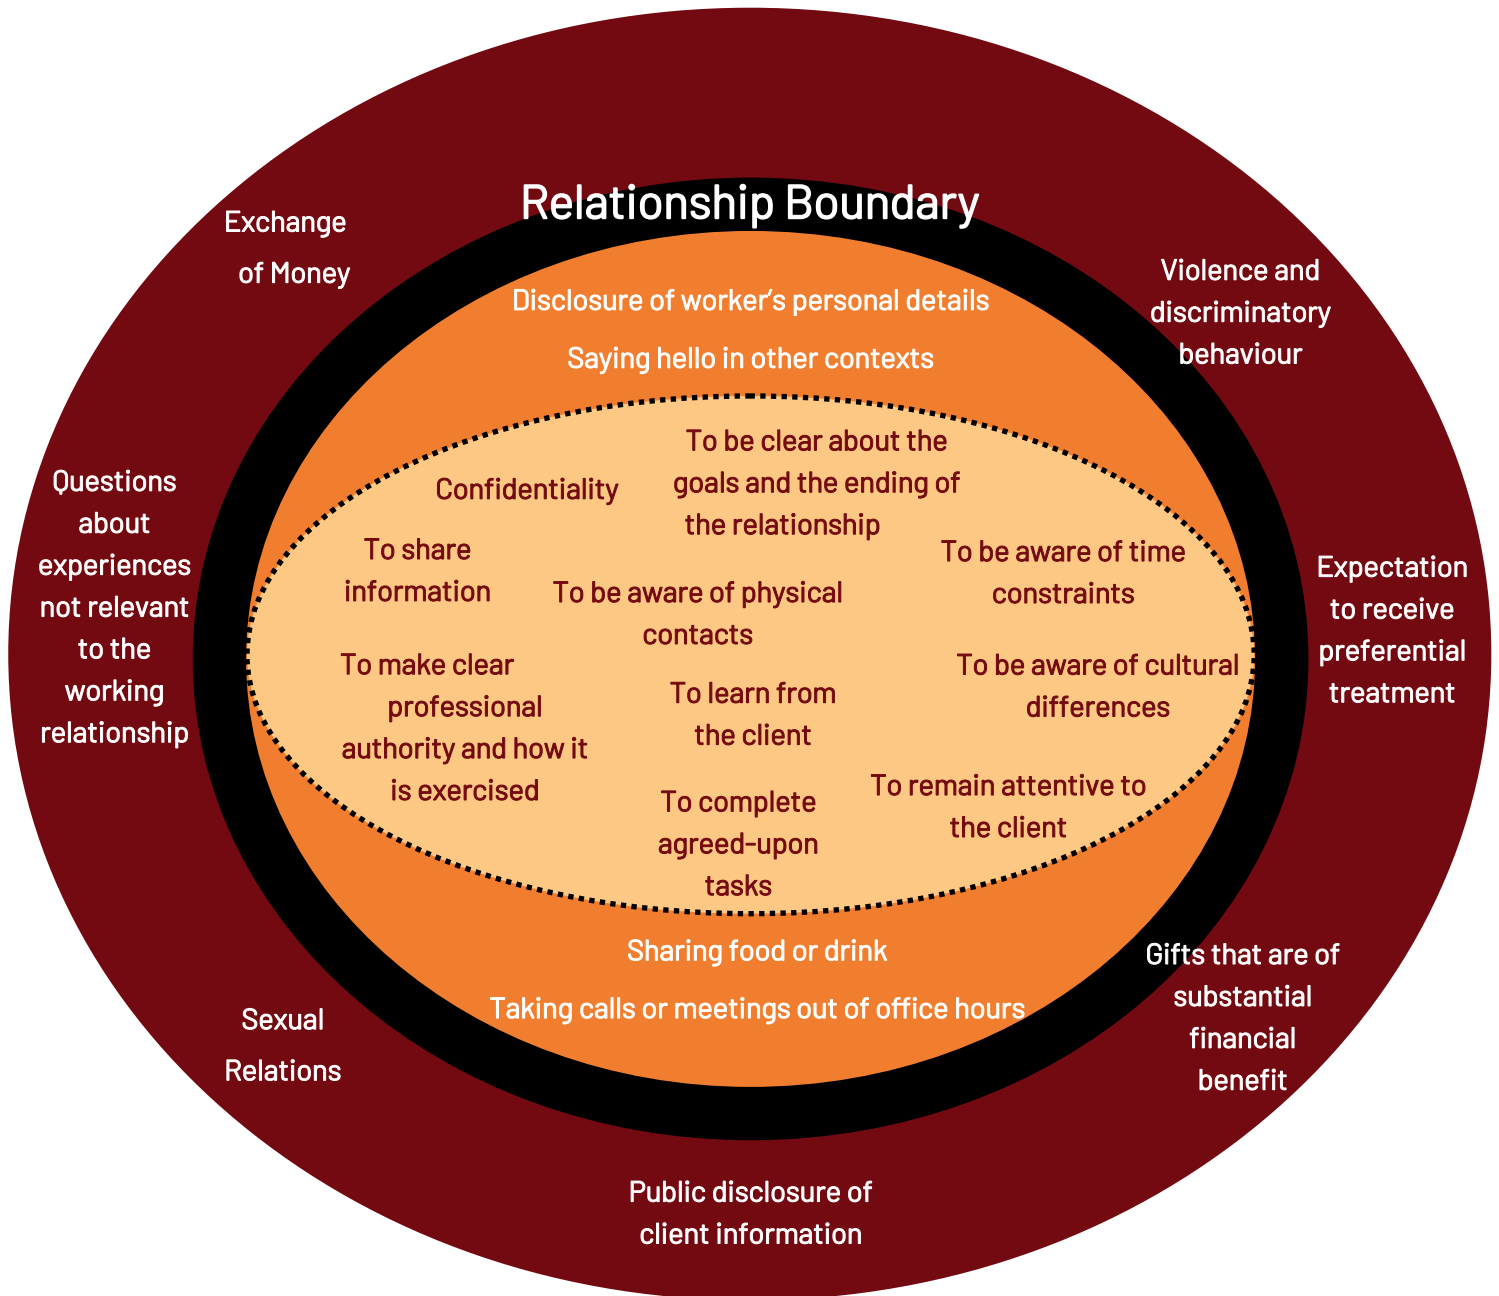 Relationship Boundary
Exchange
of Money
Violence and
discriminatory
behaviour
Disclosure of worker's personal details
Saying hello in other contexts
Questions
about
experiences
not relevant
to the
working
relationship
Confidentiality
To be clear about the
goals and the ending of
the relationship
To share
information
To be aware of physical
contacts
To be aware of time
constraints
Expectation
to receive
preferential
treatment
To make clear
professional
authority and how it
is exercised
To learn from
the client
To be aware of cultural
differences
To complete
agreed-upon
tasks
To remain attentive to
the client
Sharing food or drink
Taking calls or meetings out of office hours
Gifts that are of
substantial
financial
benefit
Sexual
Relations
Public disclosure of
client information